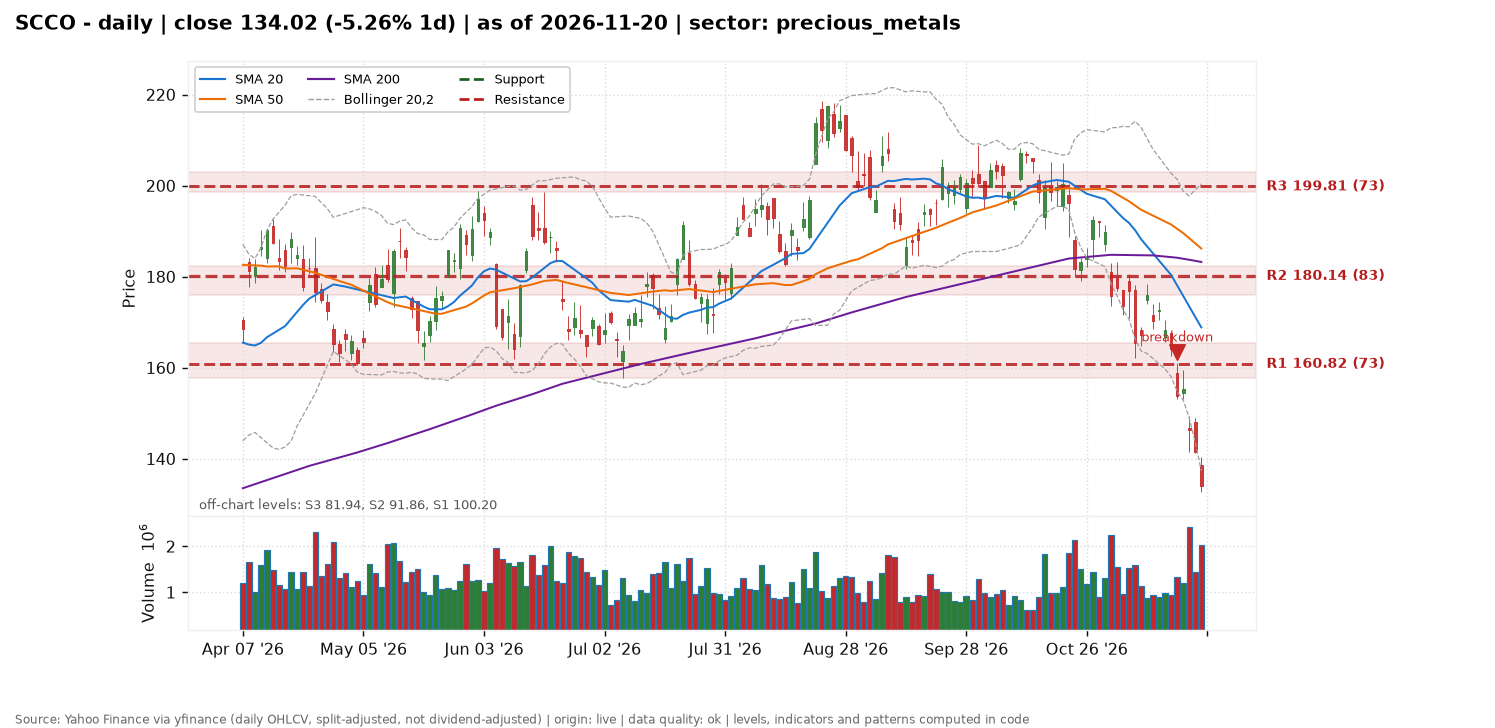 SCCO - daily | close 134.02 (-5.26% 1d) | as of 2026-11-20 | sector: precious_metals
SMA 20
SMA 50
SMA 200
Bollinger 20,2
Support
Resistance
Price
220
200
180
160
140
R3 199.81 (73)
R2 180.14 (83)
R1 160.82 (73)
breakdown
off-chart levels: S3 81.94, S2 91.86, S1 100.20
Volume 10⁶
2
1
Apr 07 '26
May 05 '26
Jun 03 '26
Jul 02 '26
Jul 31 '26
Aug 28 '26
Sep 28 '26
Oct 26 '26
Source: Yahoo Finance via yfinance (daily OHLCV, split-adjusted, not dividend-adjusted) | origin: live | data quality: ok | levels, indicators and patterns computed in code